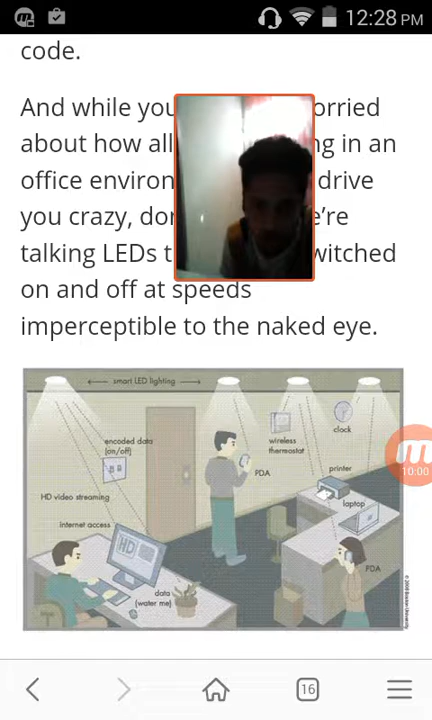 12:28 PM
code.
And while you orried
about how all ng in an
office environ drive
you crazy, don e're
talking LEDs t witched
on and off at speeds
imperceptible to the naked eye.
smart LED lighting
encoded data
(on/off)
wireless
thermostat
clock
PDA
printer
laptop
HD video streaming
Internet access
HD
PDA
data
(water me)
10:00
16